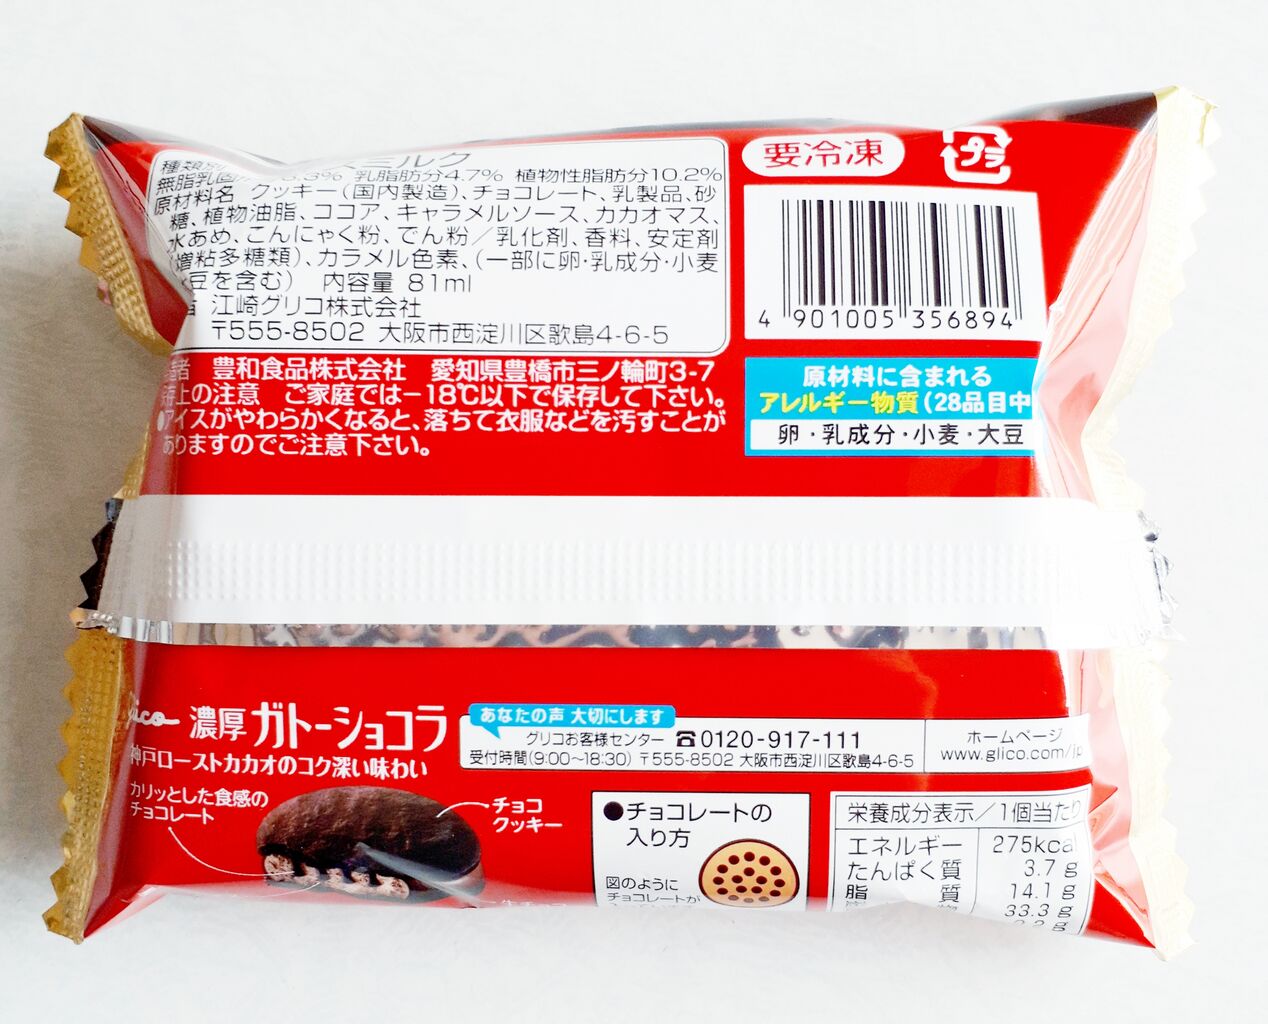 種類別 ミルク
無脂乳固 3% 乳脂肪分4.7% 植物性脂肪分10.2%
原材料名 クッキー(国内製造)、チョコレート、乳製品、砂
糖、植物油脂、ココア、キャラメルソース、カカオマス、
水あめ、こんにゃく粉、でん粉/乳化剤、香料、安定剤
増粘多糖類)、カラメル色素、(一部に卵・乳成分・小麦
豆を含む) 内容量 81ml
者 江崎グリコ株式会社
〒555-8502 大阪市西淀川区歌島4-6-5
者 豊和食品株式会社 愛知県豊橋市三ノ輪町3-7
上の注意 ご家庭では-18℃以下で保存して下さい。
●アイスがやわらかくなると、落ちて衣服などを汚すことが
ありますのでご注意下さい。
要冷凍
プラ
4 901005 356894
原材料に含まれる
アレルギー物質(28品目中
卵・乳成分・小麦・大豆
glico 濃厚ガトーショコラ
神戸ローストカカオのコク深い味わい
カリッとした食感の
チョコレート
チョコ
クッキー
あなたの声 大切にします
グリコお客様センター 0120-917-111
受付時間(9:00〜18:30) 〒555-8502 大阪市西淀川区歌島4-6-5
ホームページ
www.glico.com/jp
●チョコレートの
入り方
図のように
チョコレートが
栄養成分表示/1個当たり
エネルギー 275kcal
たんぱく質 3.7g
脂質 14.1g
33.3g